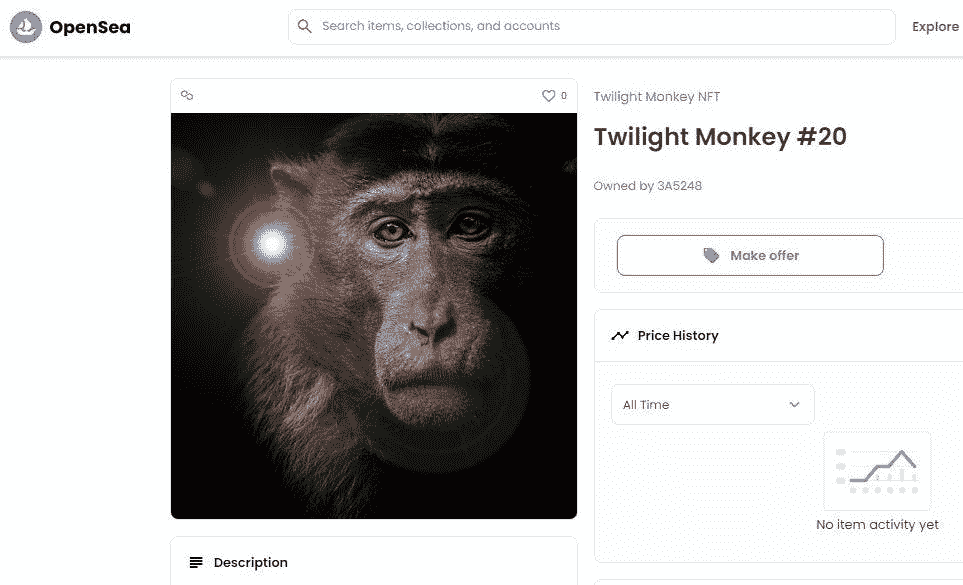 OpenSea
Search items, collections, and accounts
Explore
0
Twilight Monkey NFT
Twilight Monkey #20
Owned by 3A5248
Make offer
Price History
All Time
No item activity yet
Description